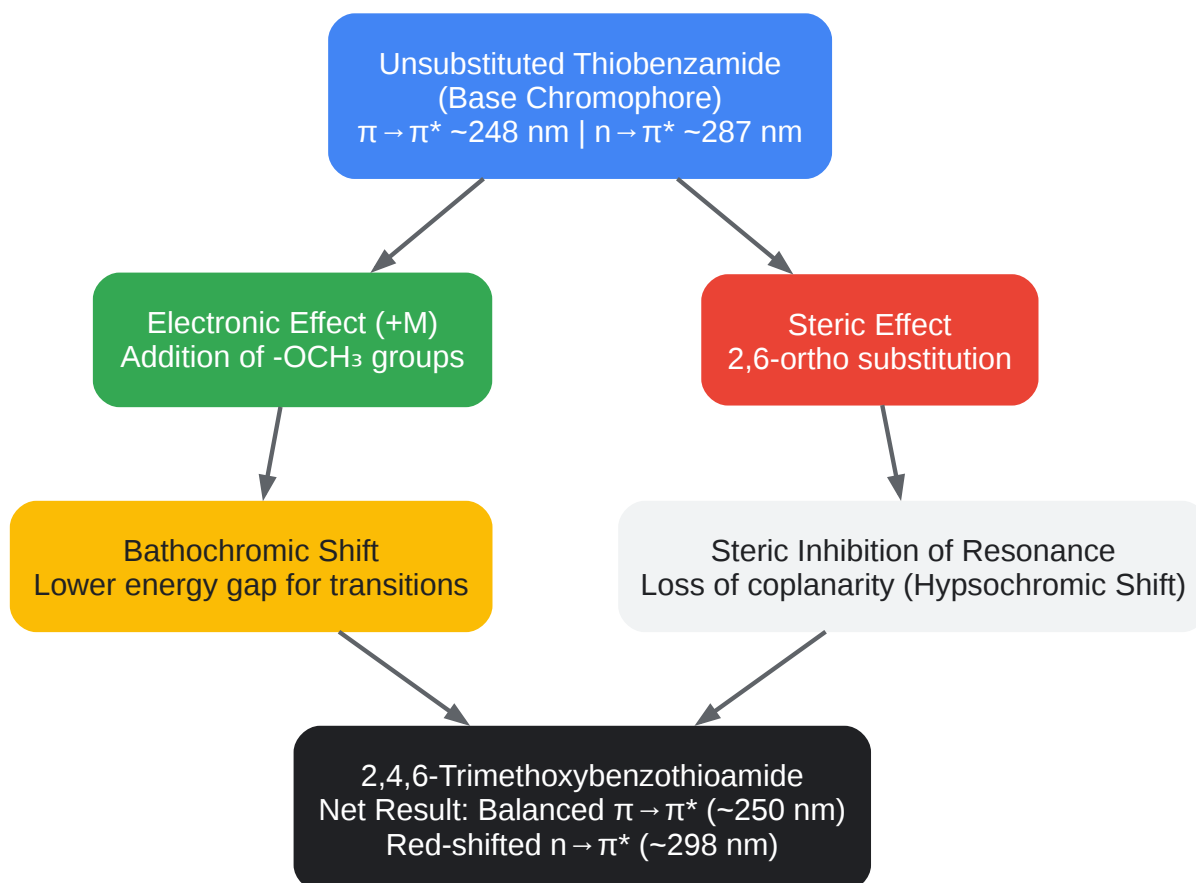 Unsubstituted Thiobenzamide
(Base Chromophore)
π→π* ~248 nm | n→π* ~287 nm
Electronic Effect (+M)
Addition of -OCH₃ groups
Steric Effect
2,6-ortho substitution
Bathochromic Shift
Lower energy gap for transitions
Steric Inhibition of Resonance
Loss of coplanarity (Hypsochromic Shift)
2,4,6-Trimethoxybenzothioamide
Net Result: Balanced π→π* (~250 nm)
Red-shifted n→π* (~298 nm)